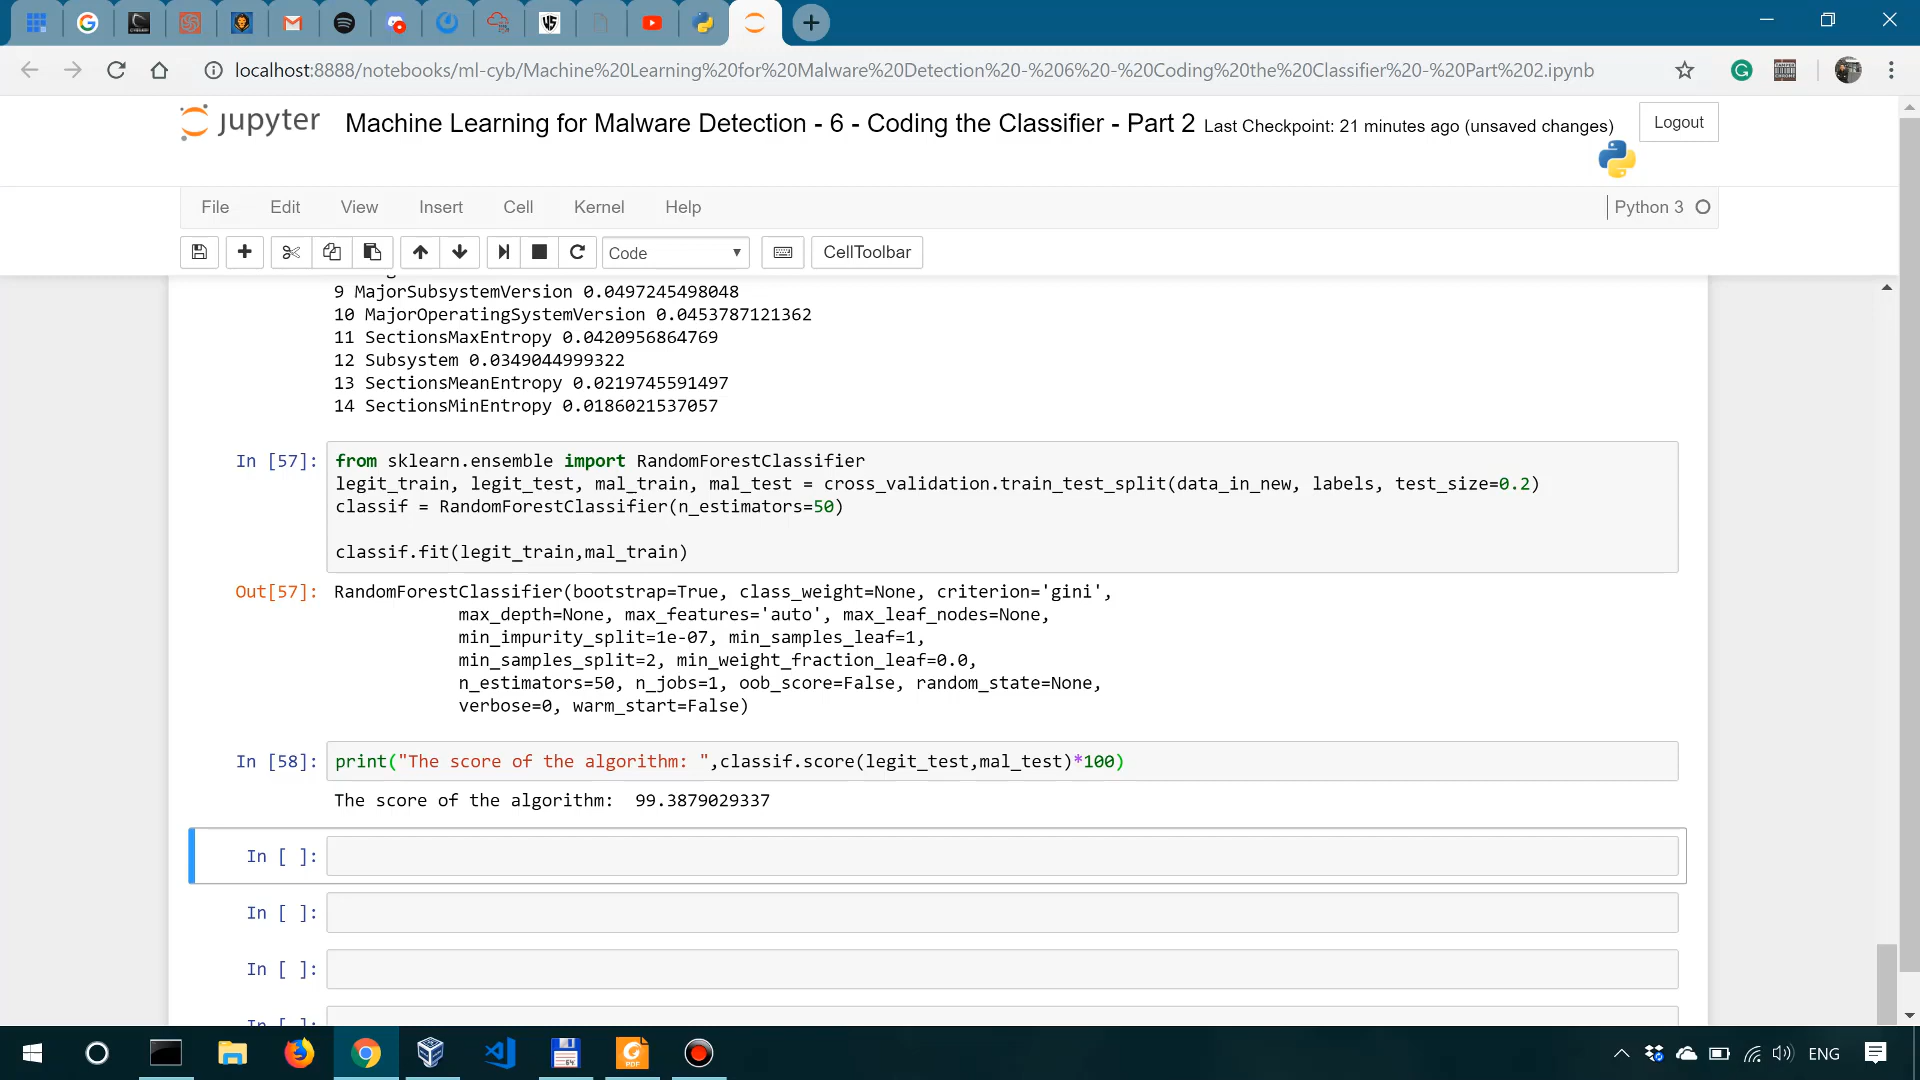 localhost:8888/notebooks/ml-cyb/Machine%20Learning%20for%20Malware%20Detection%20-%206%20-%20Coding%20the%20Classifier%20-%20Part%202.ipynb
jupyter Machine Learning for Malware Detection - 6 - Coding the Classifier - Part 2 Last Checkpoint: 21 minutes ago (unsaved changes) Logout
File Edit View Insert Cell Kernel Help Python 3
Code CellToolbar
9 MajorSubsystemVersion 0.0497245498048
10 MajorOperatingSystemVersion 0.0453787121362
11 SectionsMaxEntropy 0.0420956864769
12 Subsystem 0.0349044999322
13 SectionsMeanEntropy 0.0219745591497
14 SectionsMinEntropy 0.0186021537057
In [57]: from sklearn.ensemble import RandomForestClassifier
legit_train, legit_test, mal_train, mal_test = cross_validation.train_test_split(data_in_new, labels, test_size=0.2)
classif = RandomForestClassifier(n_estimators=50)
classif.fit(legit_train,mal_train)
Out[57]: RandomForestClassifier(bootstrap=True, class_weight=None, criterion='gini',
max_depth=None, max_features='auto', max_leaf_nodes=None,
min_impurity_split=1e-07, min_samples_leaf=1,
min_samples_split=2, min_weight_fraction_leaf=0.0,
n_estimators=50, n_jobs=1, oob_score=False, random_state=None,
verbose=0, warm_start=False)
In [58]: print("The score of the algorithm: ",classif.score(legit_test,mal_test)*100)
The score of the algorithm:  99.3879029337
In [ ]:
In [ ]:
In [ ]:
In [ ]:
ENG